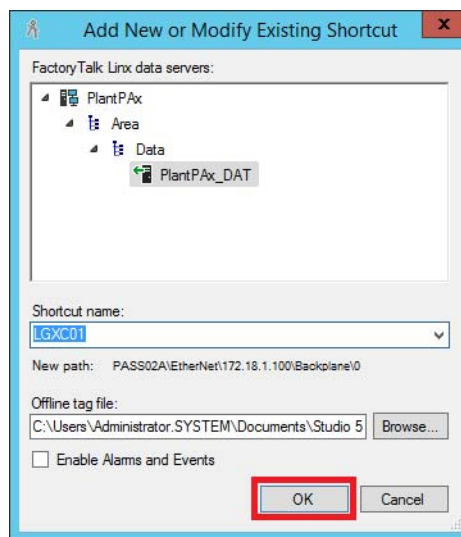 Add New or Modify Existing Shortcut
x
FactoryTalk Linx data servers:
PlantPAx
Area
Data
PlantPAx_DAT
Shortcut name:
LGXC01
New path: PASS02A\EtherNet\172.18.1.100\Backplane\0
Offline tag file:
C:\Users\Administrator.SYSTEM\Documents\Studio 5 Browse...
Enable Alarms and Events
OK Cancel